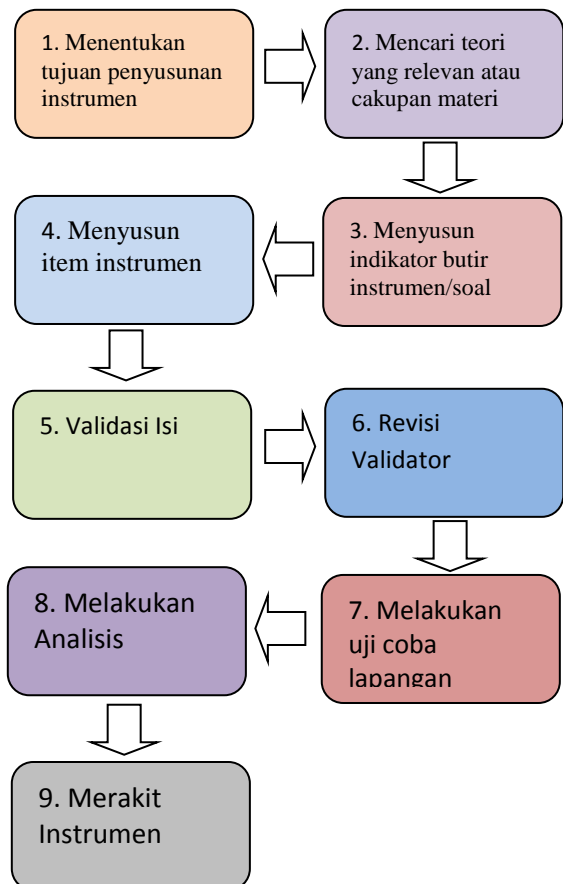 1. Menentukan
tujuan penyusunan
instrumen
2. Mencari teori
yang relevan atau
cakupan materi
3. Menyusun
indikator butir
instrumen/soal
4. Menyusun
item instrumen
5. Validasi Isi
6. Revisi
Validator
7. Melakukan
uji coba
lapangan
8. Melakukan
Analisis
9. Merakit
Instrumen